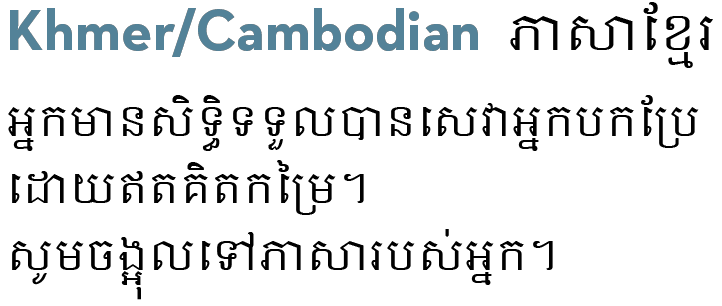 Khmer/Cambodian ភាសាខ្មែរ
អ្នកមានសិទ្ធិទទួលបានសេវាអ្នកបកប្រែ
ដោយឥតគិតកម្រៃ។
សូមចង្អុលទៅភាសារបស់អ្នក។